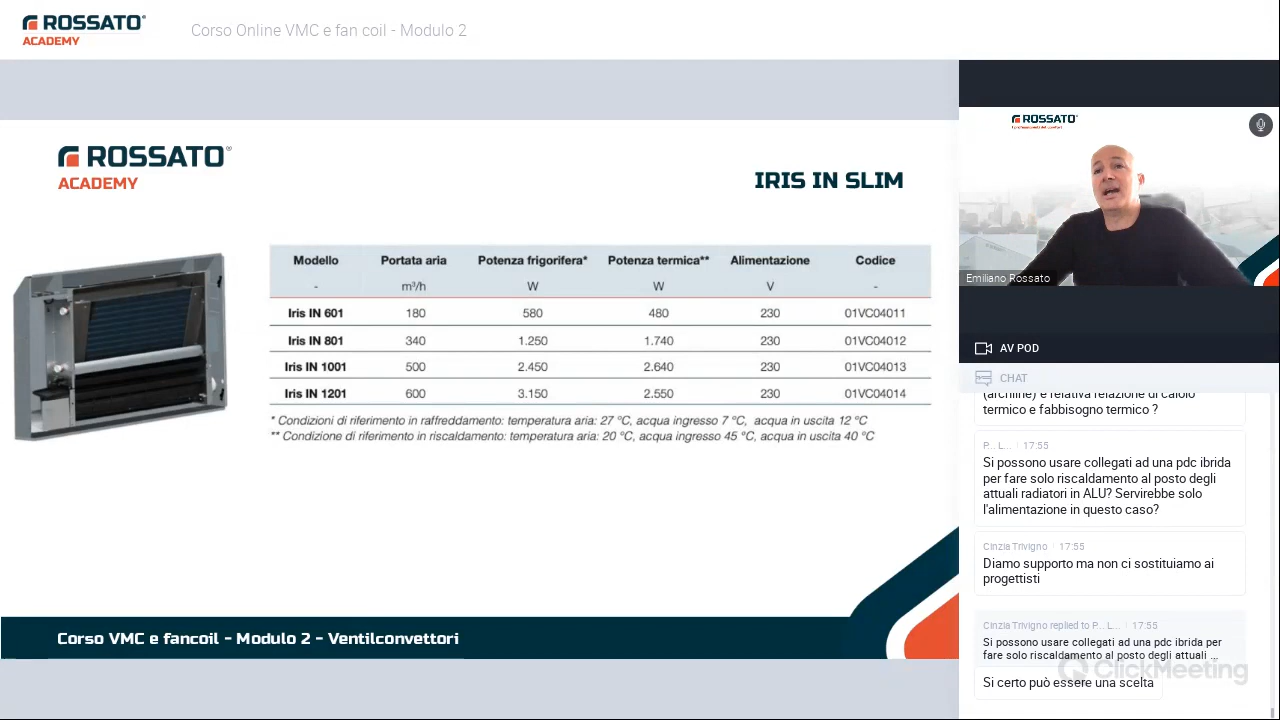 ROSSATO®
ACADEMY
Corso Online VMC e fan coil - Modulo 2
ROSSATO®
ACADEMY
IRIS IN SLIM
Modello Portata aria Potenza frigorifera* Potenza termica** Alimentazione Codice
- m³/h W W V -
Iris IN 601 180 580 480 230 01VC04011
Iris IN 801 340 1.250 1.740 230 01VC04012
Iris IN 1001 500 2.450 2.640 230 01VC04013
Iris IN 1201 600 3.150 2.550 230 01VC04014
* Condizioni di riferimento in raffreddamento: temperatura aria: 27 °C, acqua ingresso 7 °C, acqua in uscita 12 °C
** Condizione di riferimento in riscaldamento: temperatura aria: 20 °C, acqua ingresso 45 °C, acqua in uscita 40 °C
Corso VMC e fancoil - Modulo 2 - Ventilconvettori
ROSSATO®
Emiliano Rossato
AV POD
CHAT
(archline) e relativa relazione di calolo
termico e fabbisogno termico ?
P... L... 17:55
Si possono usare collegati ad una pdc ibrida
per fare solo riscaldamento al posto degli
attuali radiatori in ALU? Servirebbe solo
l'alimentazione in questo caso?
Cinzia Trivigno 17:55
Diamo supporto ma non ci sostituiamo ai
progettisti
Cinzia Trivigno replied to P... L... 17:55
Si possono usare collegati ad una pdc ibrida per
fare solo riscaldamento al posto degli attuali ...
ClickMeeting
Si certo può essere una scelta